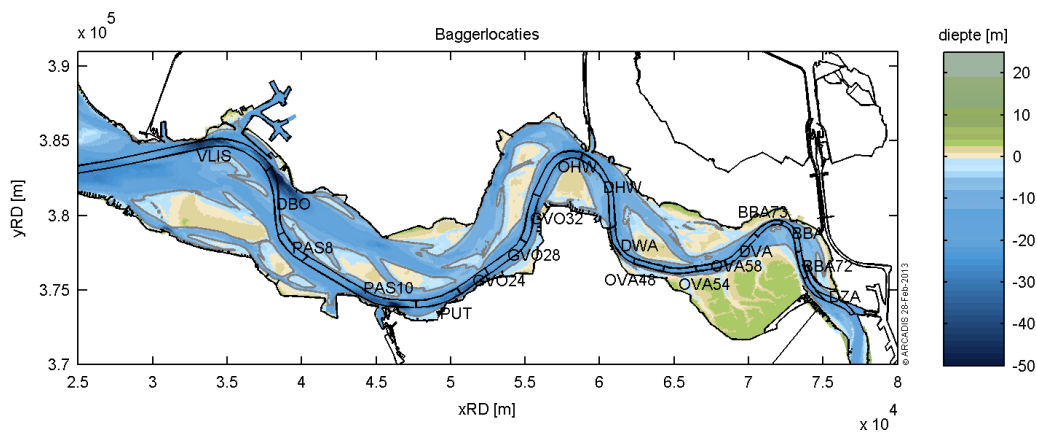 x 10^5
Baggerlocaties
diepte [m]
3.9
3.85
3.8
3.75
3.7
yRD [m]
VLIS
DBO
PAS8
PAS10
PUT
GVO24
GVO28
GVO32
OHW
DHW
DWA
OVA48
OVA54
OVA58
DVA
BBA73
BBA
BBA72
DZA
© ARCADIS 28-Feb-2013
2.5 3 3.5 4 4.5 5 5.5 6 6.5 7 7.5 8
xRD [m]
x 10^4
20
10
0
-10
-20
-30
-40
-50